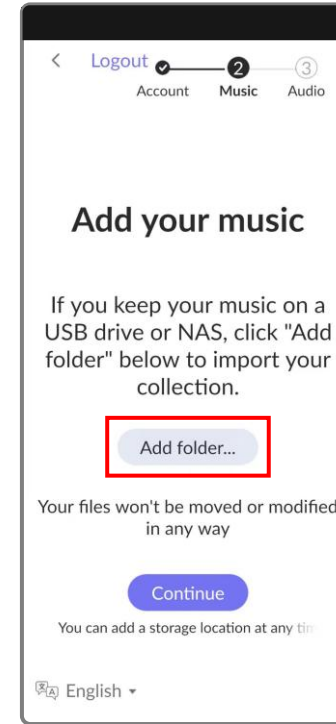 Logout
2
3
Account Music Audio
Add your music
If you keep your music on a
USB drive or NAS, click "Add
folder" below to import your
collection.
Add folder...
Your files won't be moved or modified
in any way
Continue
You can add a storage location at any
English